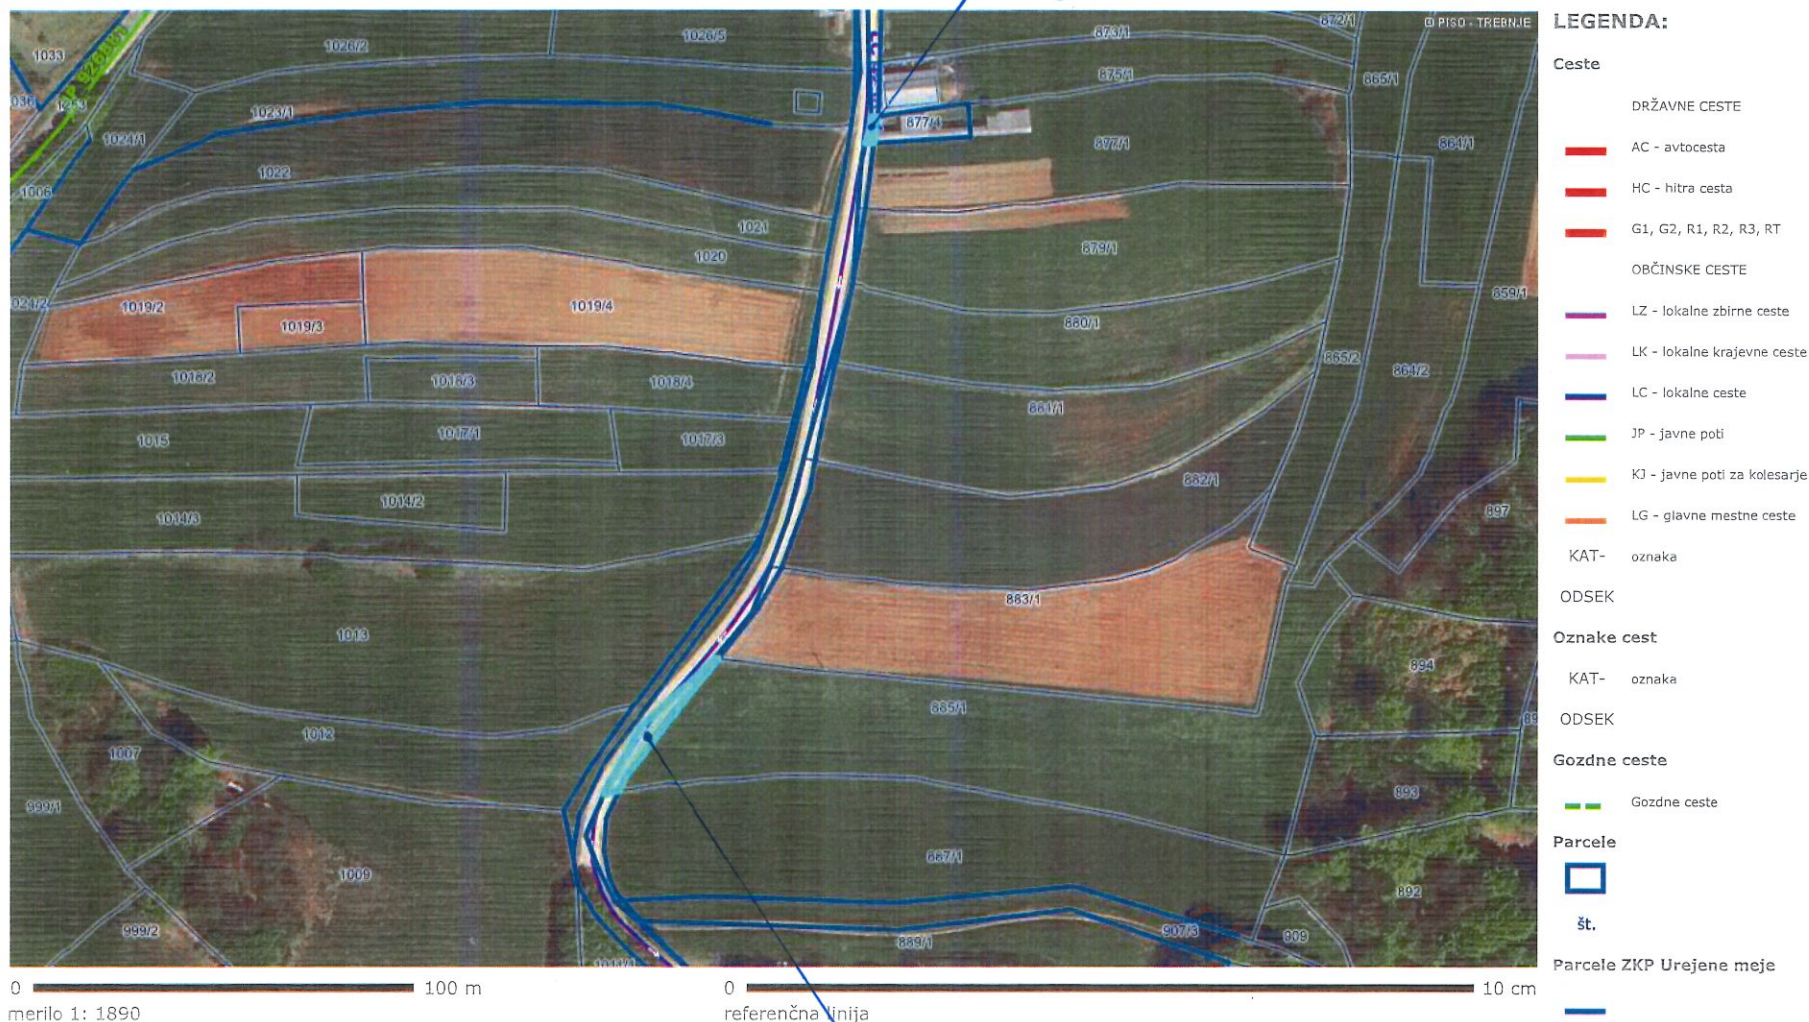 © PISO - TREBNJE
1033
1026/2
1026/5
873/1
872/1
875/1
865/1
1253
1023/1
1024/1
877/4
877/1
864/1
1006
1022
1021
1020
879/1
859/1
1019/2
1019/3
1019/4
880/1
1018/2
1018/3
1018/4
865/2
864/2
881/1
1015
1017/1
1017/3
882/1
1014/3
1014/2
897
883/1
1013
894
885/1
1007
1012
893
999/1
887/1
1009
892
999/2
889/1
907/3
909
1011/1
0
100 m
merilo 1: 1890
0
10 cm
referenčna linija
LEGENDA:
Ceste
DRŽAVNE CESTE
AC - avtocesta
HC - hitra cesta
G1, G2, R1, R2, R3, RT
OBČINSKE CESTE
LZ - lokalne zbirne ceste
LK - lokalne krajevne ceste
LC - lokalne ceste
JP - javne poti
KJ - javne poti za kolesarje
LG - glavne mestne ceste
KAT- oznaka
ODSEK
Oznake cest
KAT- oznaka
ODSEK
Gozdne ceste
Gozdne ceste
Parcele
št.
Parcele ZKP Urejene meje